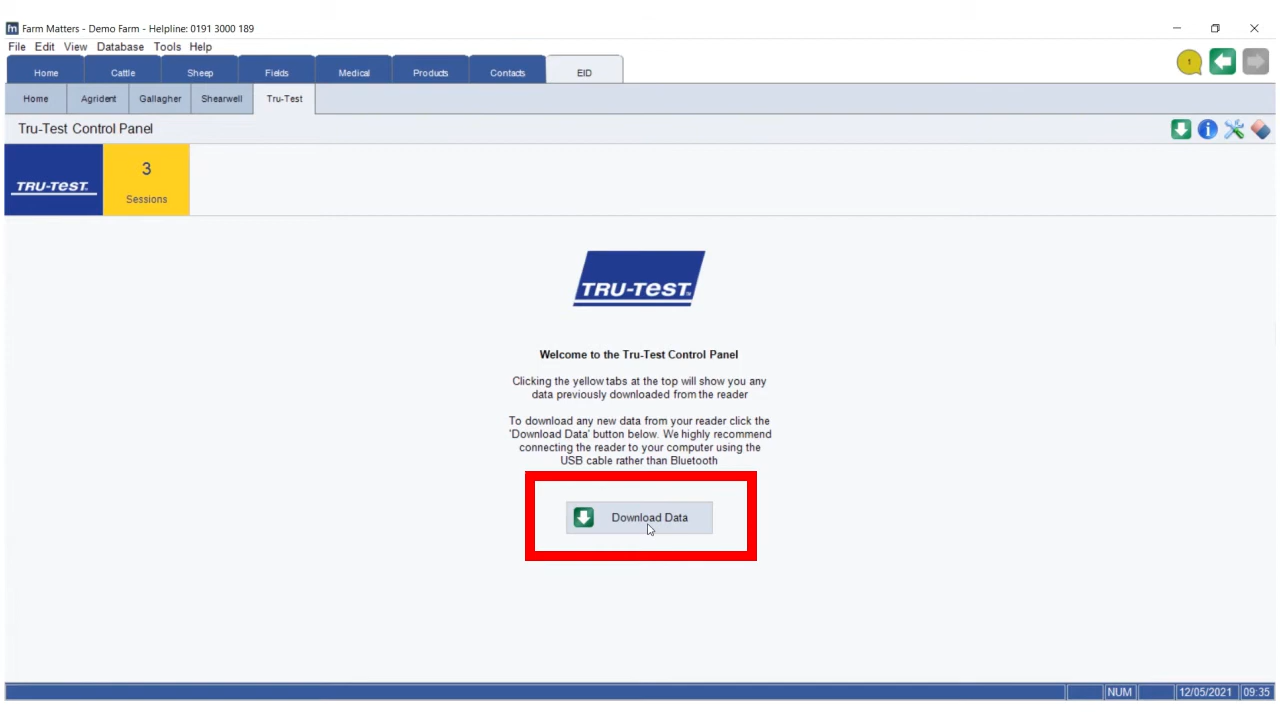 Farm Matters - Demo Farm - Helpline: 0191 3000 189
File Edit View Database Tools Help
Home Cattle Sheep Fields Medical Products Contacts EID
1
Home Agrident Gallagher Shearwell Tru-Test
Tru-Test Control Panel
TRU-TEST
3
Sessions
TRU-TEST
Welcome to the Tru-Test Control Panel
Clicking the yellow tabs at the top will show you any
data previously downloaded from the reader
To download any new data from your reader click the
'Download Data' button below. We highly recommend
connecting the reader to your computer using the
USB cable rather than Bluetooth
Download Data
NUM 12/05/2021 09:35